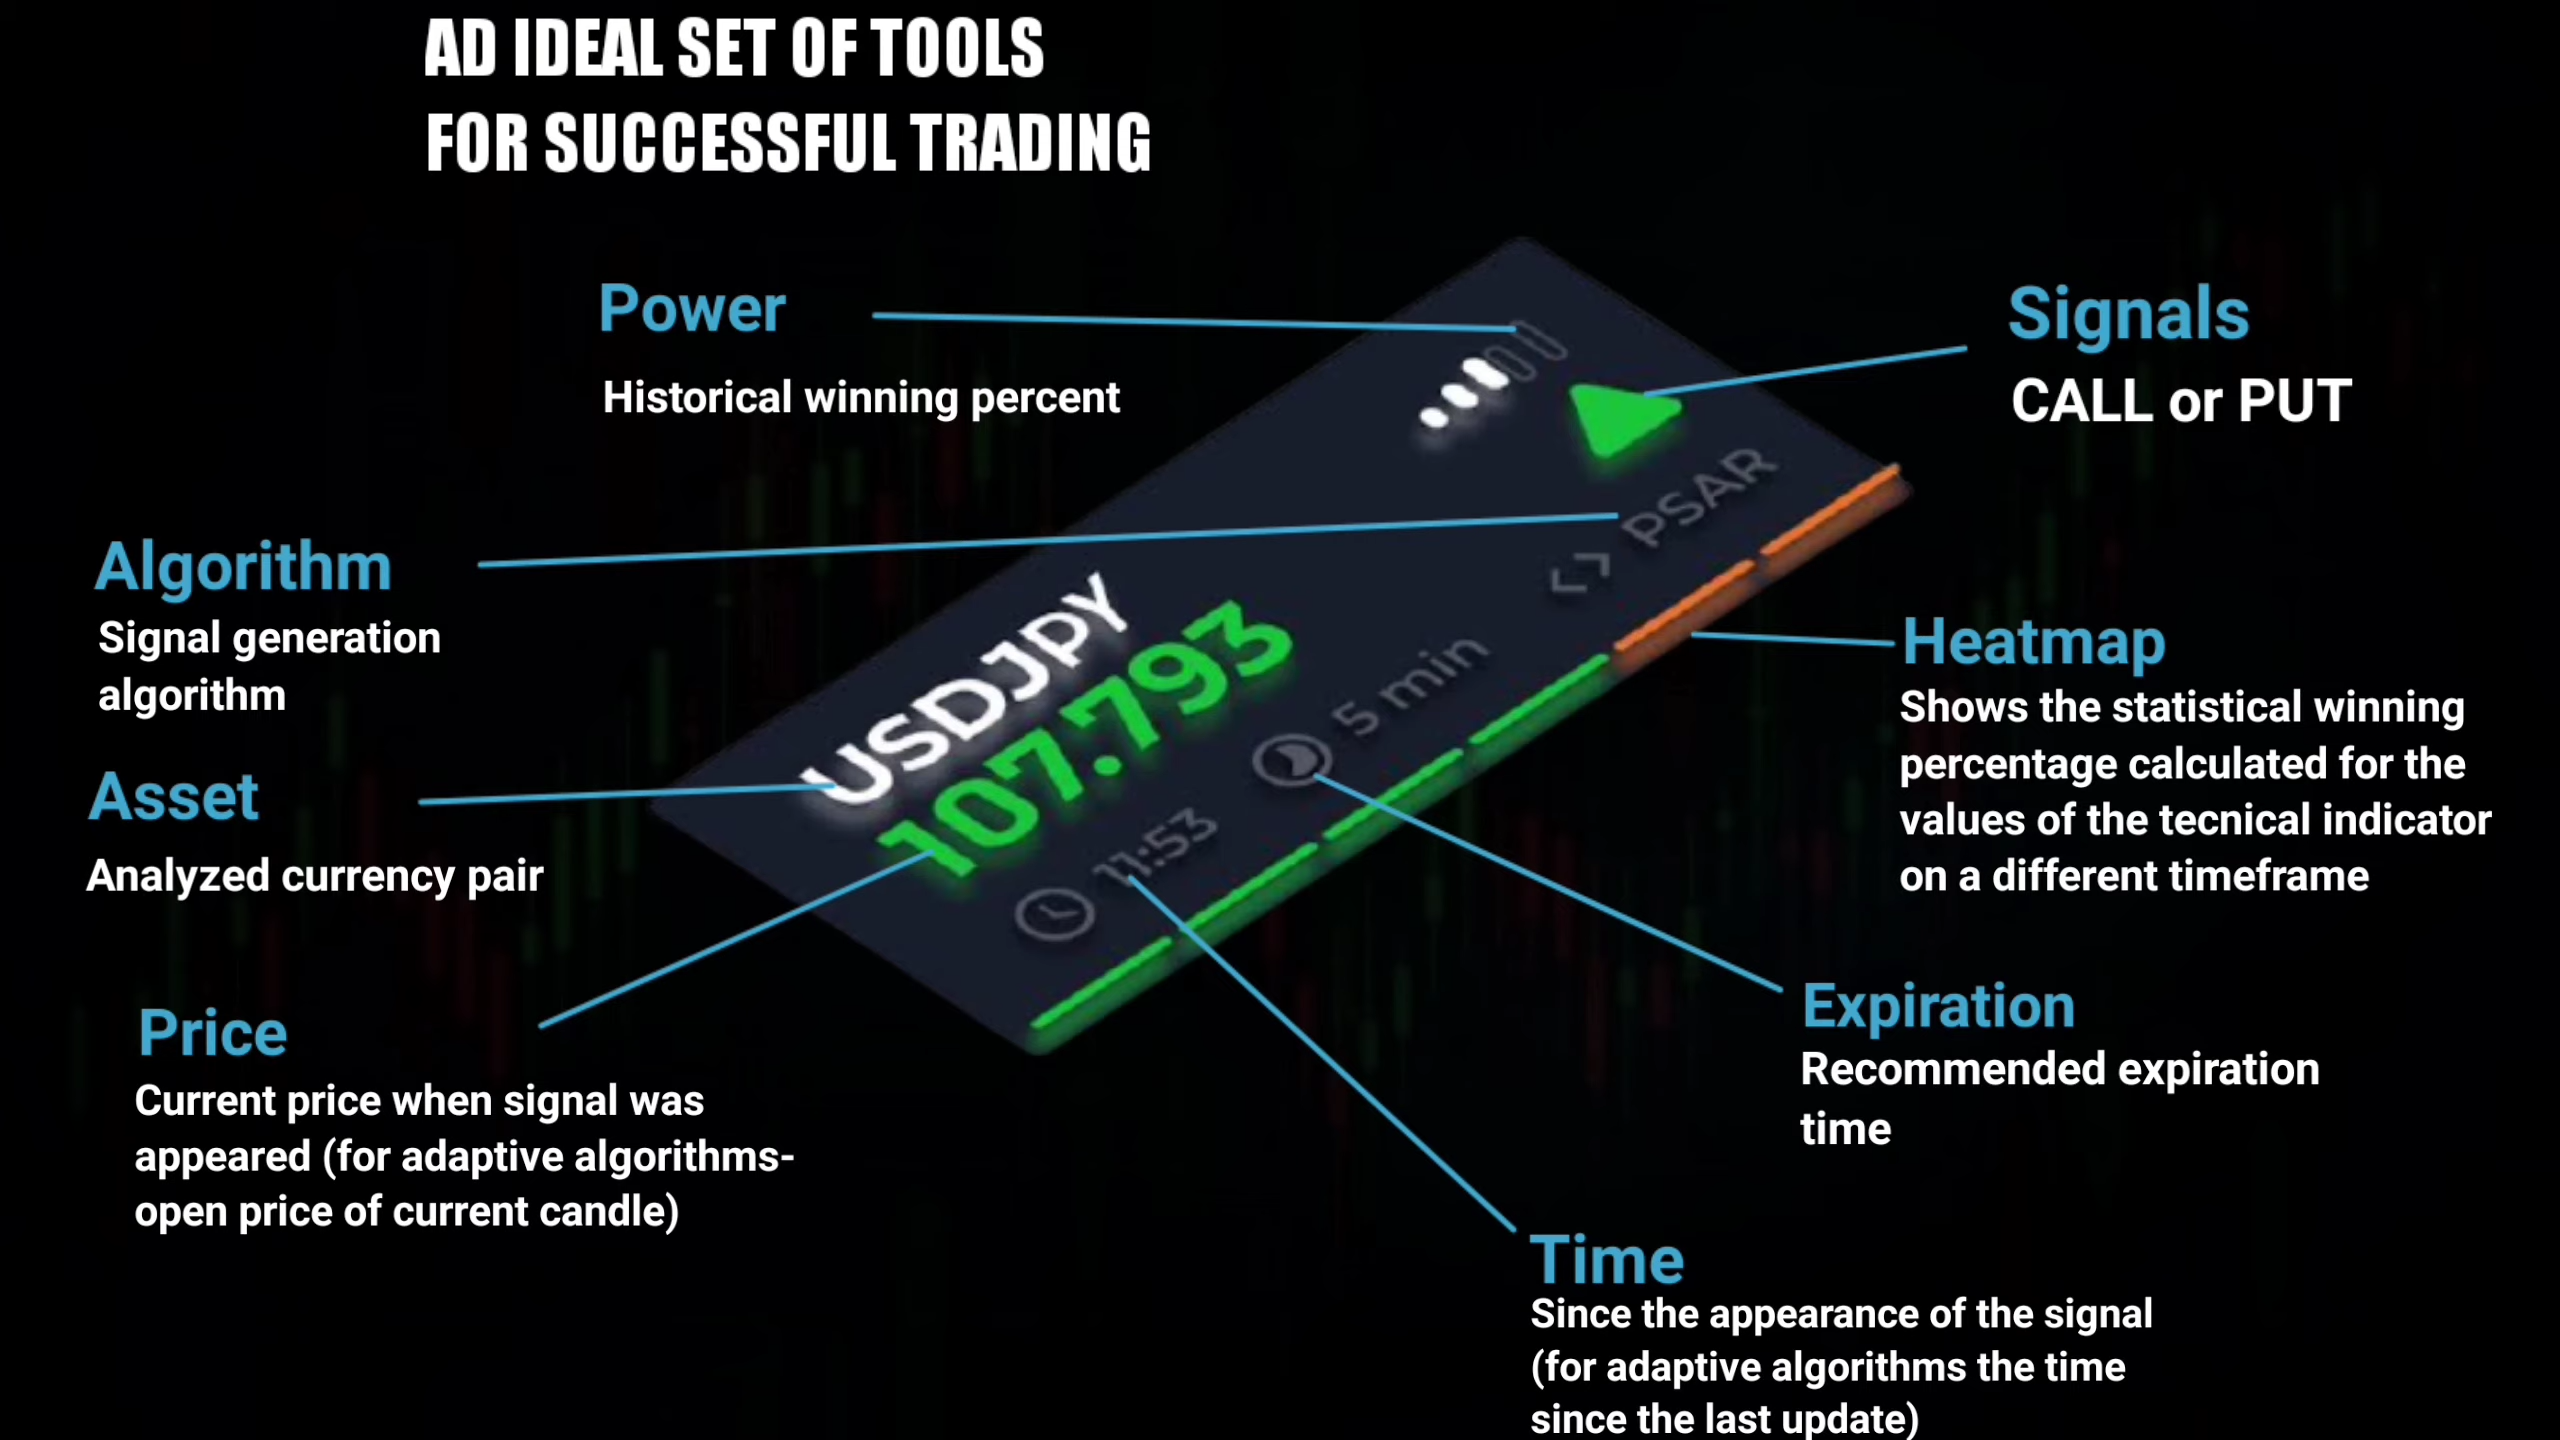 AD IDEAL SET OF TOOLS
FOR SUCCESSFUL TRADING
Power
Historical winning percent
Signals
CALL or PUT
Algorithm
Signal generation
algorithm
Asset
Analyzed currency pair
Price
Current price when signal was
appeared (for adaptive algorithms-
open price of current candle)
USDJPY
107.793
11:53
5 min
PSAR
Heatmap
Shows the statistical winning
percentage calculated for the
values of the tecnical indicator
on a different timeframe
Expiration
Recommended expiration
time
Time
Since the appearance of the signal
(for adaptive algorithms the time
since the last update)